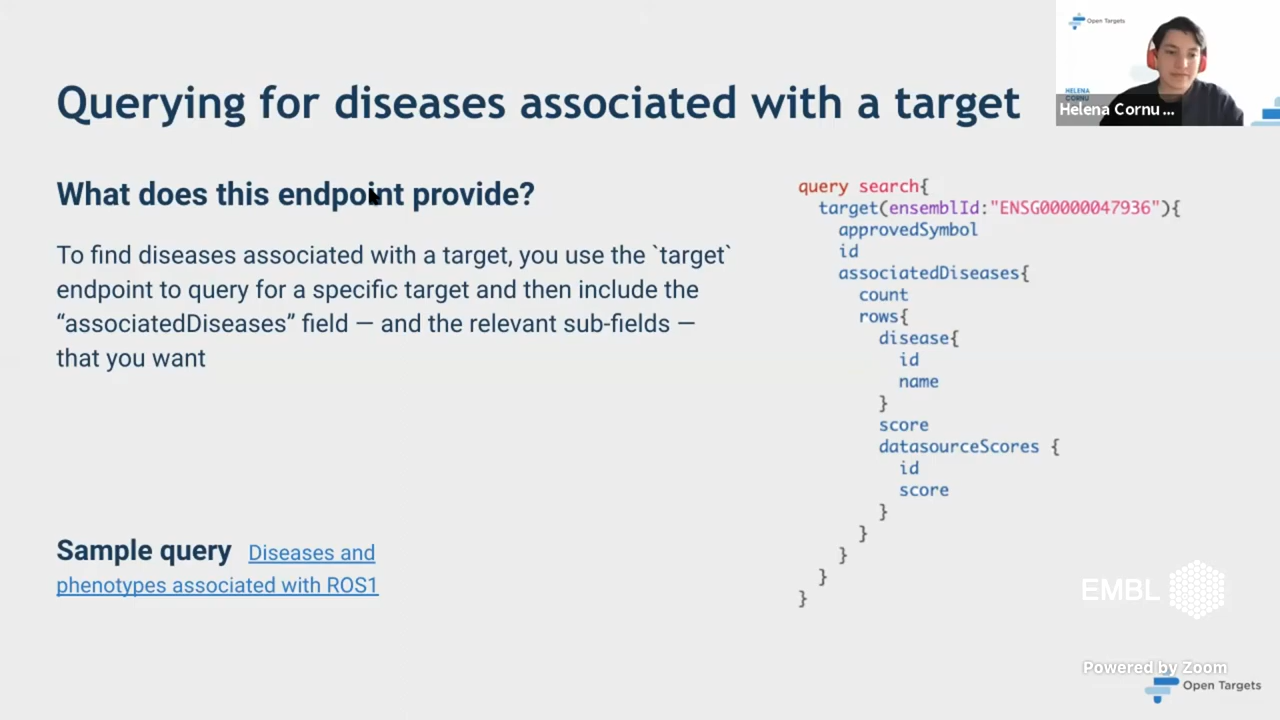 Querying for diseases associated with a target
What does this endpoint provide?
To find diseases associated with a target, you use the `target`
endpoint to query for a specific target and then include the
“associatedDiseases” field — and the relevant sub-fields —
that you want
Sample query Diseases and
phenotypes associated with ROS1
query search{
target(ensemblId:"ENSG00000047936"){
approvedSymbol
id
associatedDiseases{
count
rows{
disease{
id
name
}
score
datasourceScores {
id
score
}
}
}
}
}
Open Targets
HELENA
CORNU
Helena Cornu ...
EMBL
Powered by Zoom
Open Targets